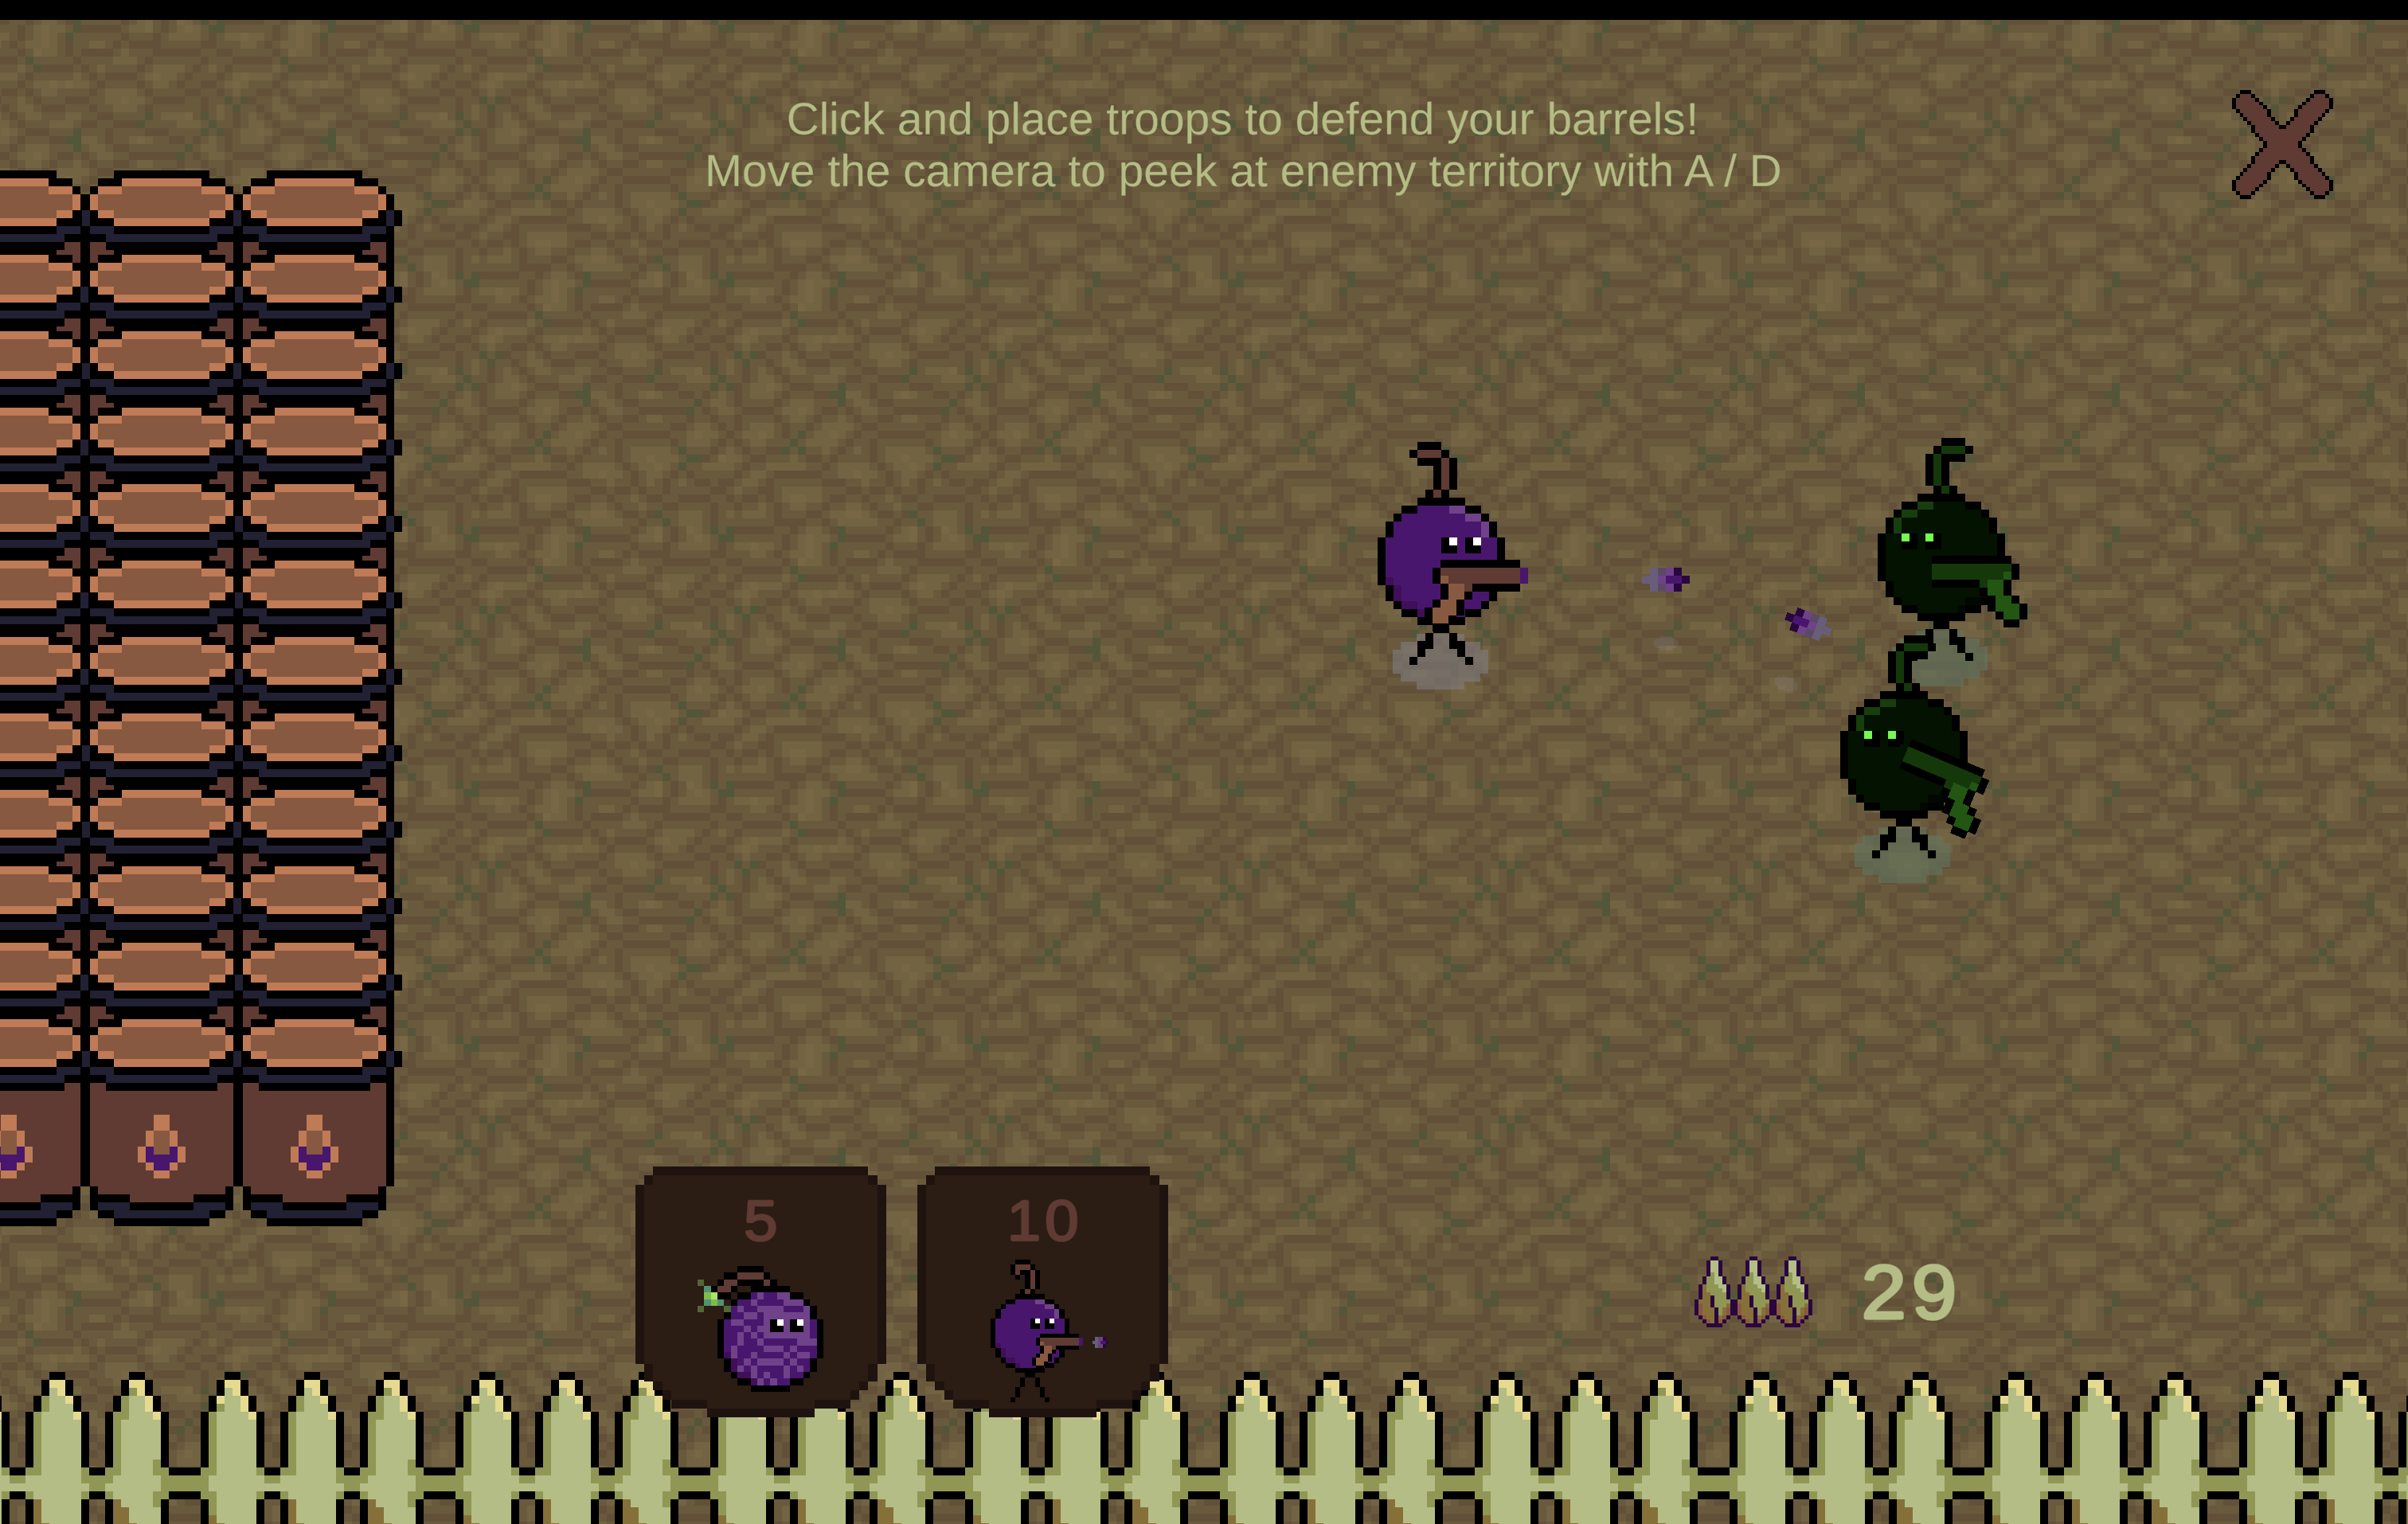 Click and place troops to defend your barrels!
Move the camera to peek at enemy territory with A / D
5
10
29